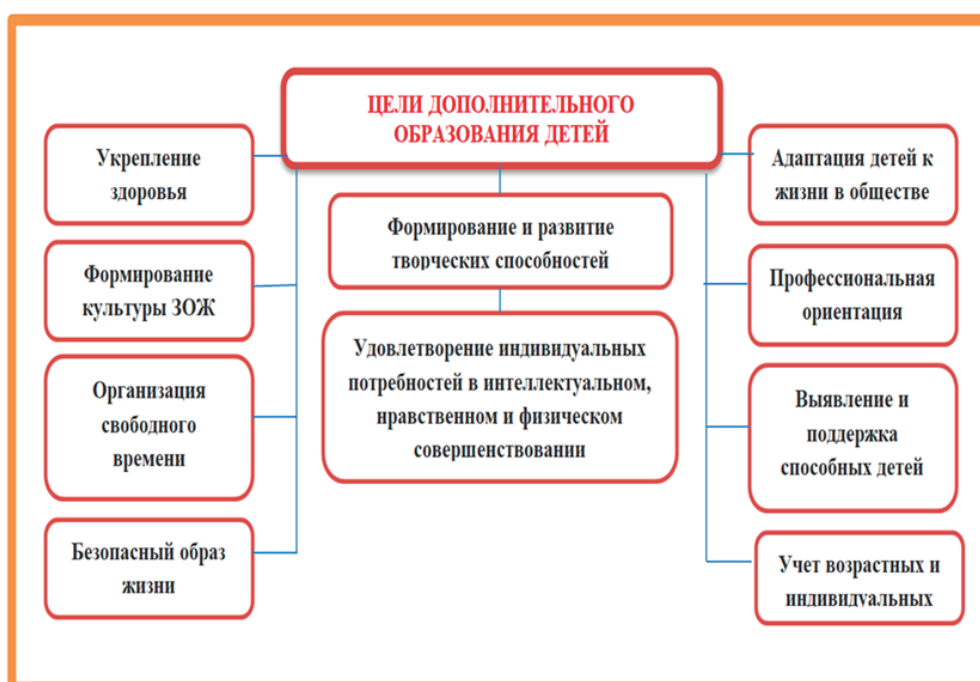 ЦЕЛИ ДОПОЛНИТЕЛЬНОГО
ОБРАЗОВАНИЯ ДЕТЕЙ
Укрепление
здоровья
Формирование
культуры ЗОЖ
Организация
свободного
времени
Безопасный образ
жизни
Формирование и развитие
творческих способностей
Удовлетворение индивидуальных
потребностей в интеллектуальном,
нравственном и физическом
совершенствовании
Адаптация детей к
жизни в обществе
Профессиональная
ориентация
Выявление и
поддержка
способных детей
Учет возрастных и
индивидуальных